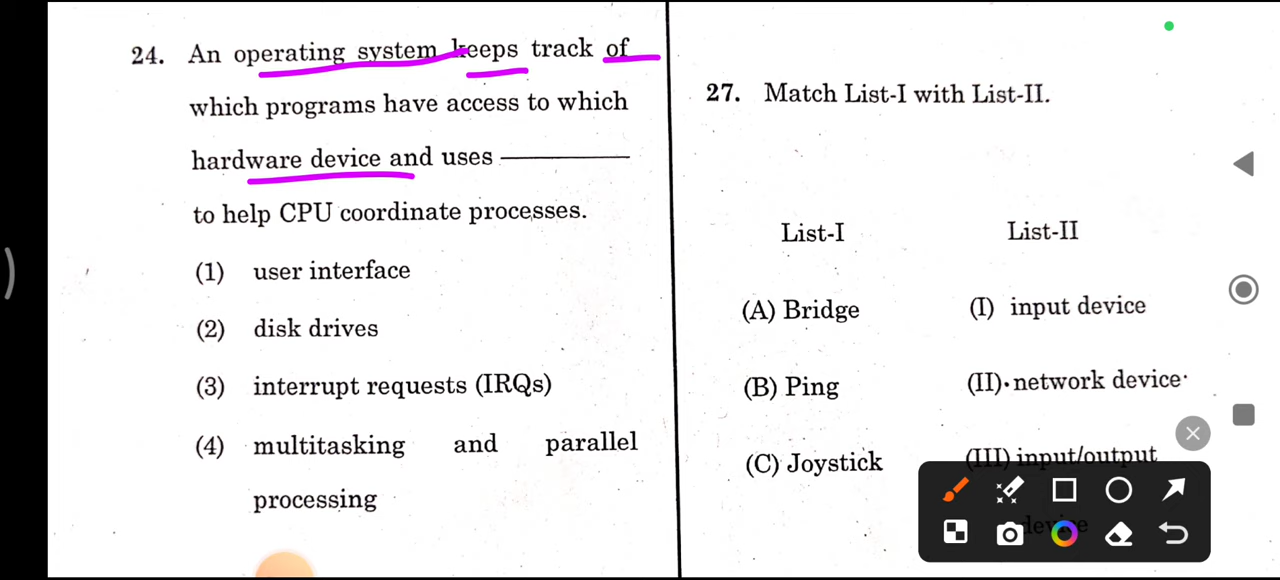 24. An operating system keeps track of
which programs have access to which
hardware device and uses
to help CPU coordinate processes.
(1) user interface
(2) disk drives
(3) interrupt requests (IRQs)
(4) multitasking and parallel
processing
27. Match List-I with List-II.
List-I List-II
(A) Bridge (I) input device
(B) Ping (II) network device
(C) Joystick (III) input/output
device